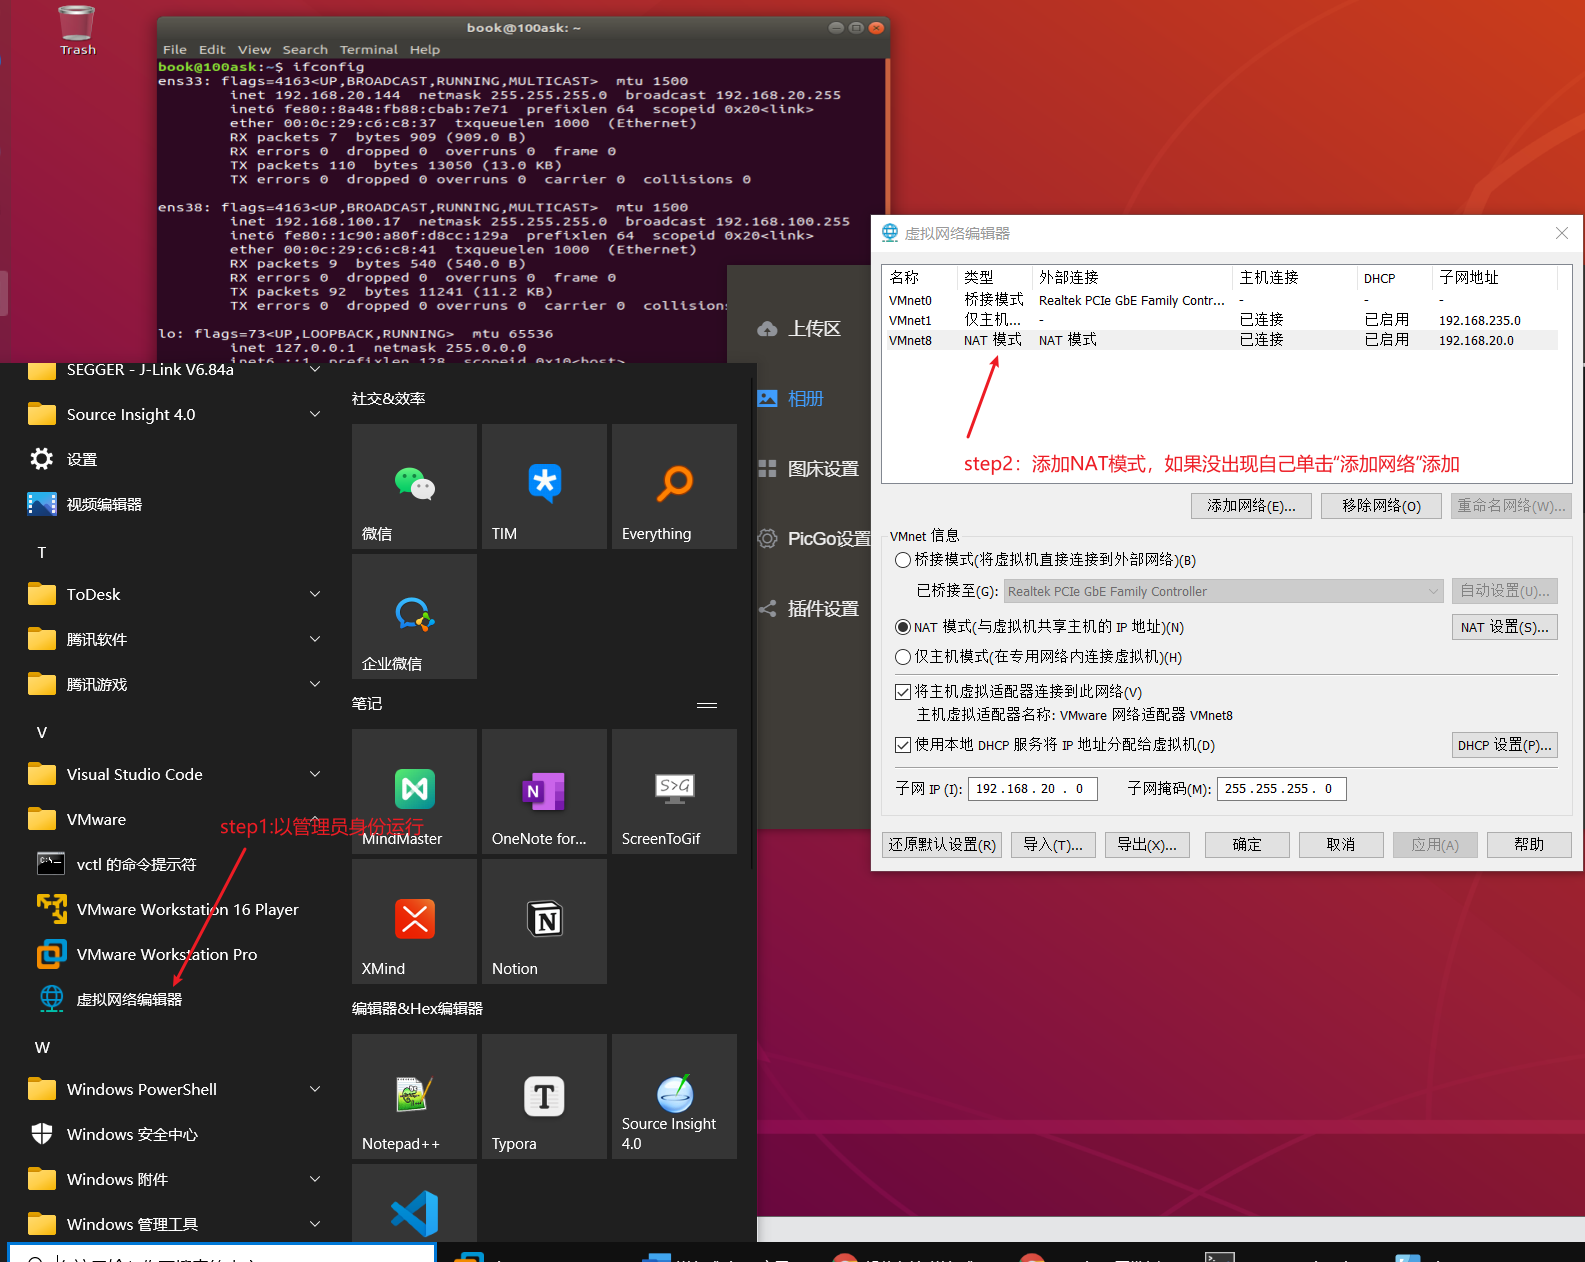 Trash
book@100ask: ~
File Edit View Search Terminal Help
book@100ask:~$ ifconfig
ens33: flags=4163<UP,BROADCAST,RUNNING,MULTICAST>  mtu 1500
inet 192.168.20.144  netmask 255.255.255.0  broadcast 192.168.20.255
inet6 fe80::8a48:fb88:cbab:7e71  prefixlen 64  scopeid 0x20<link>
ether 00:0c:29:c6:c8:37  txqueuelen 1000  (Ethernet)
RX packets 7  bytes 909 (909.0 B)
RX errors 0  dropped 0  overruns 0  frame 0
TX packets 110  bytes 13050 (13.0 KB)
TX errors 0  dropped 0 overruns 0  carrier 0  collisions 0
ens38: flags=4163<UP,BROADCAST,RUNNING,MULTICAST>  mtu 1500
inet 192.168.100.17  netmask 255.255.255.0  broadcast 192.168.100.255
inet6 fe80::1c90:a80f:d8cc:129a  prefixlen 64  scopeid 0x20<link>
ether 00:0c:29:c6:c8:41  txqueuelen 1000  (Ethernet)
RX packets 9  bytes 540 (540.0 B)
RX errors 0  dropped 0  overruns 0  frame 0
TX packets 92  bytes 11241 (11.2 KB)
TX errors 0  dropped 0 overruns 0  carrier 0  collision
lo: flags=73<UP,LOOPBACK,RUNNING>  mtu 65536
inet 127.0.0.1  netmask 255.0.0.0
inet6 ::1  prefixlen 128  scopeid 0x10<host>
SEGGER - J-Link V6.84a
Source Insight 4.0
设置
视频编辑器
T
ToDesk
腾讯软件
腾讯游戏
V
Visual Studio Code
VMware
step1:以管理员身份运行
vctl 的命令提示符
VMware Workstation 16 Player
VMware Workstation Pro
虚拟网络编辑器
W
Windows PowerShell
Windows 安全中心
Windows 附件
Windows 管理工具
社交&效率
微信
TIM
Everything
企业微信
笔记
MindMaster
OneNote for...
S>G
ScreenToGif
XMind
Notion
编辑器&Hex编辑器
Notepad++
Typora
Source Insight
4.0
上传区
相册
图床设置
PicGo设置
插件设置
虚拟网络编辑器
名称 类型 外部连接 主机连接 DHCP 子网地址
VMnet0 桥接模式 Realtek PCIe GbE Family Contr... - - -
VMnet1 仅主机... - 已连接 已启用 192.168.235.0
VMnet8 NAT 模式 NAT 模式 已连接 已启用 192.168.20.0
step2：添加NAT模式，如果没出现自己单击“添加网络”添加
添加网络(E)... 移除网络(O) 重命名网络(W)...
VMnet 信息
桥接模式(将虚拟机直接连接到外部网络)(B)
已桥接至(G): Realtek PCIe GbE Family Controller 自动设置(U)...
NAT 模式(与虚拟机共享主机的 IP 地址)(N) NAT 设置(S)...
仅主机模式(在专用网络内连接虚拟机)(H)
将主机虚拟适配器连接到此网络(V)
主机虚拟适配器名称: VMware 网络适配器 VMnet8
使用本地 DHCP 服务将 IP 地址分配给虚拟机(D) DHCP 设置(P)...
子网 IP (I): 192.168.20.0 子网掩码(M): 255.255.255.0
还原默认设置(R) 导入(T)... 导出(X)... 确定 取消 应用(A) 帮助